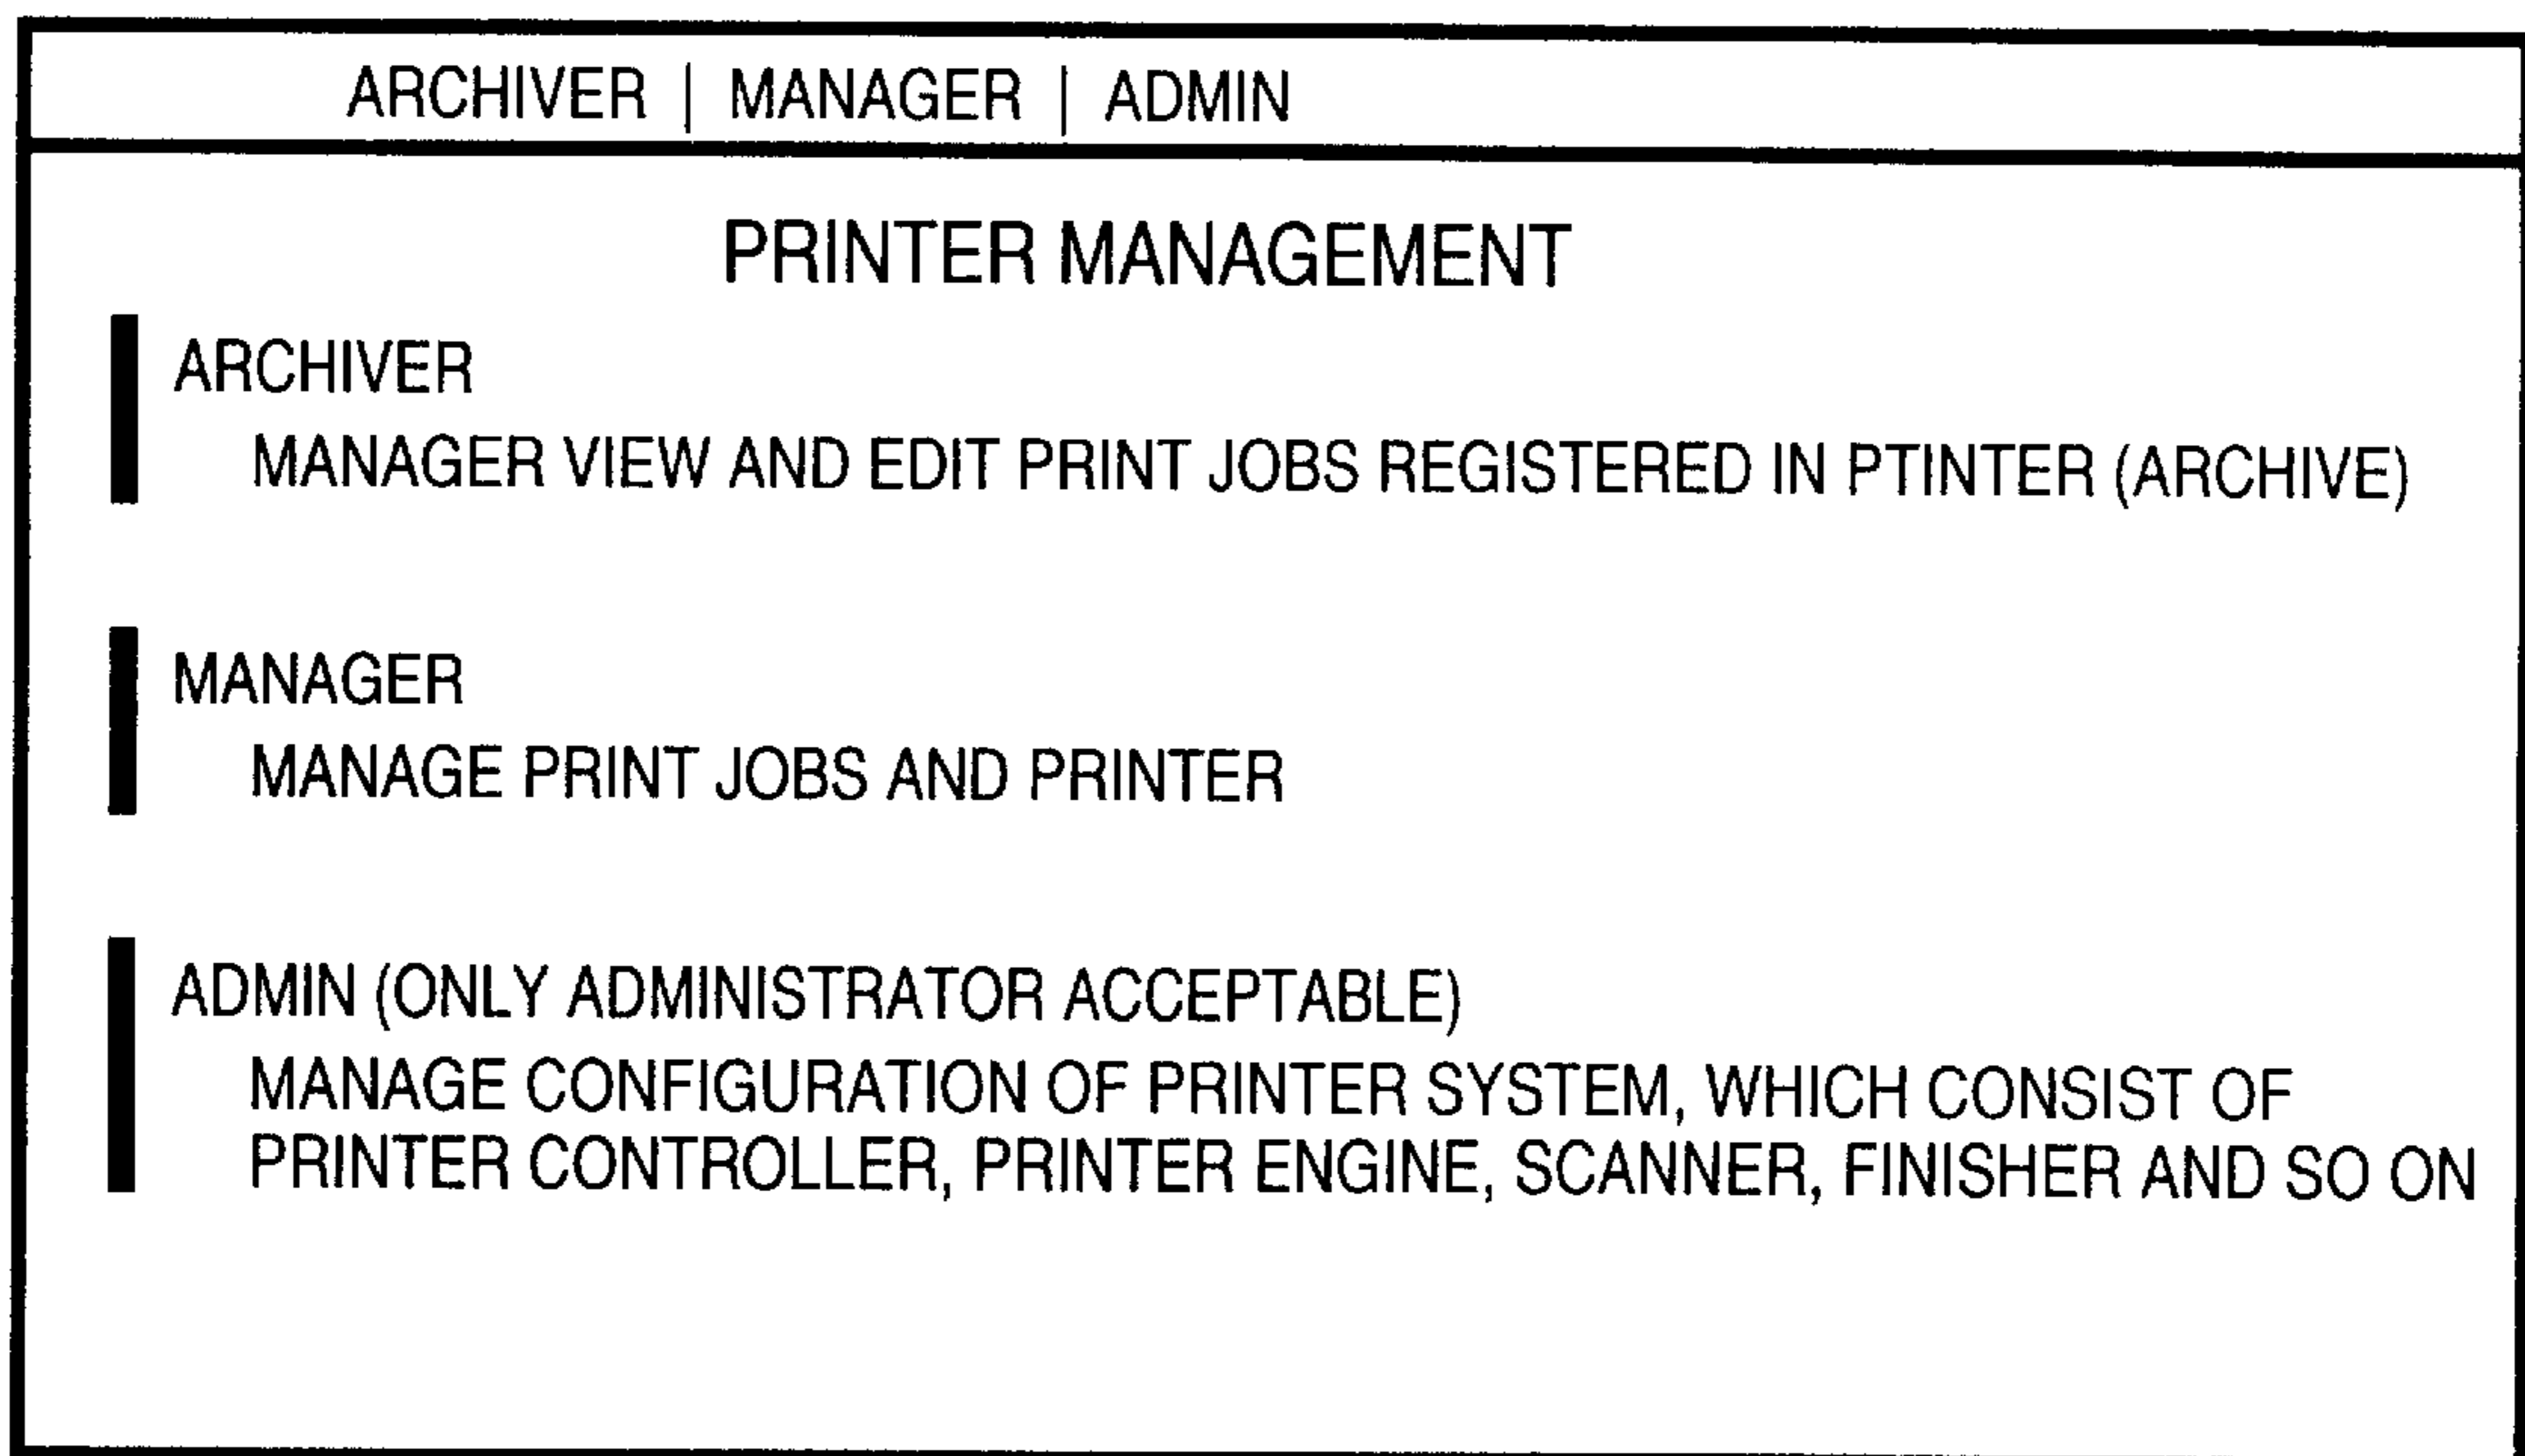 ARCHIVER | MANAGER | ADMIN
PRINTER MANAGEMENT
ARCHIVER
MANAGER VIEW AND EDIT PRINT JOBS REGISTERED IN PTINTER (ARCHIVE)
MANAGER
MANAGE PRINT JOBS AND PRINTER
ADMIN (ONLY ADMINISTRATOR ACCEPTABLE)
MANAGE CONFIGURATION OF PRINTER SYSTEM, WHICH CONSIST OF
PRINTER CONTROLLER, PRINTER ENGINE, SCANNER, FINISHER AND SO ON